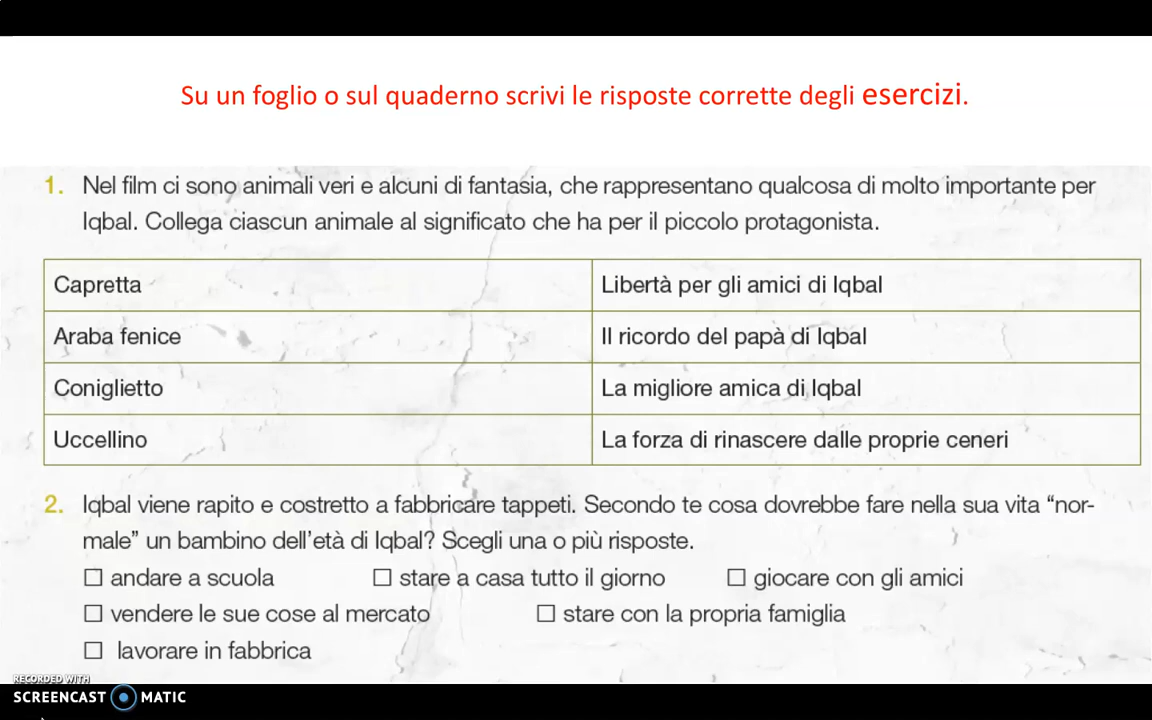 Su un foglio o sul quaderno scrivi le risposte corrette degli esercizi.
1. Nel film ci sono animali veri e alcuni di fantasia, che rappresentano qualcosa di molto importante per
Iqbal. Collega ciascun animale al significato che ha per il piccolo protagonista.
Capretta Libertà per gli amici di Iqbal
Araba fenice Il ricordo del papà di Iqbal
Coniglietto La migliore amica di Iqbal
Uccellino La forza di rinascere dalle proprie ceneri
2. Iqbal viene rapito e costretto a fabbricare tappeti. Secondo te cosa dovrebbe fare nella sua vita “nor-
male” un bambino dell’età di Iqbal? Scegli una o più risposte.
☐ andare a scuola ☐ stare a casa tutto il giorno ☐ giocare con gli amici
☐ vendere le sue cose al mercato ☐ stare con la propria famiglia
☐ lavorare in fabbrica
RECORDED WITH
SCREENCAST MATIC